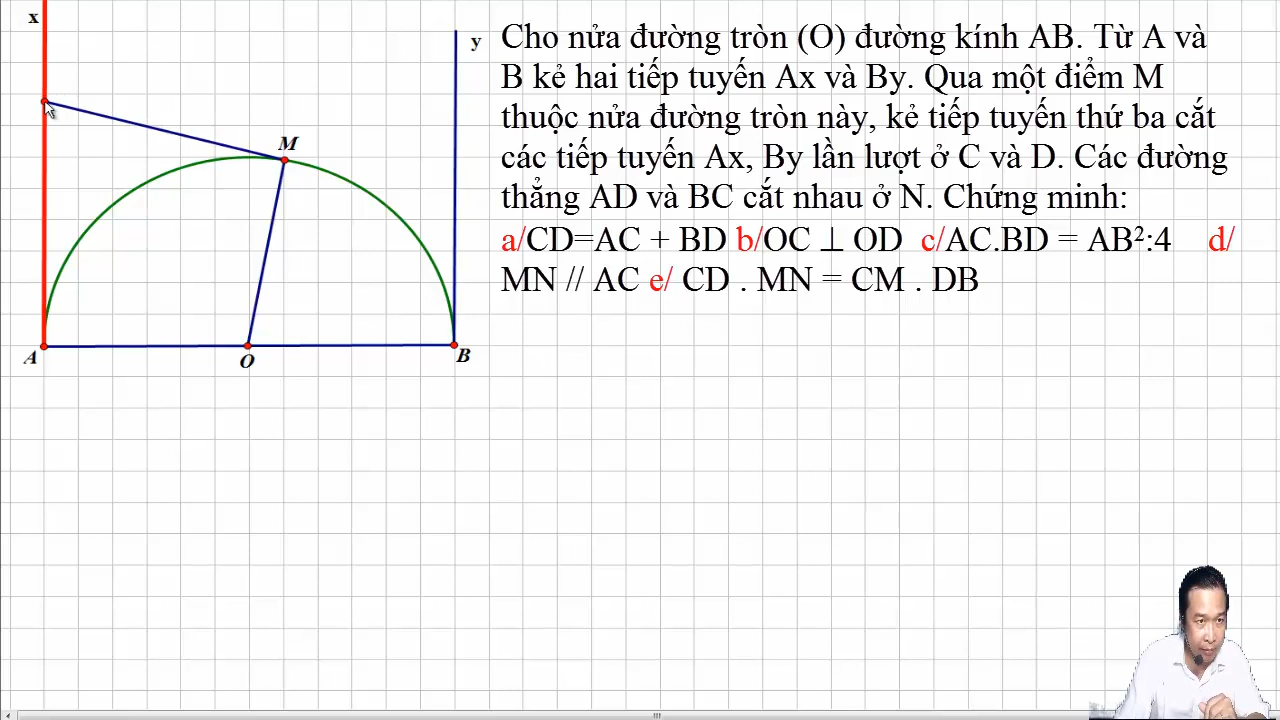 x
y
Cho nửa đường tròn (O) đường kính AB. Từ A và
B kẻ hai tiếp tuyến Ax và By. Qua một điểm M
thuộc nửa đường tròn này, kẻ tiếp tuyến thứ ba cắt
các tiếp tuyến Ax, By lần lượt ở C và D. Các đường
thẳng AD và BC cắt nhau ở N. Chứng minh:
a/CD=AC + BD b/OC ⊥ OD c/AC.BD = AB²:4 d/
MN // AC e/ CD . MN = CM . DB
M
A
O
B